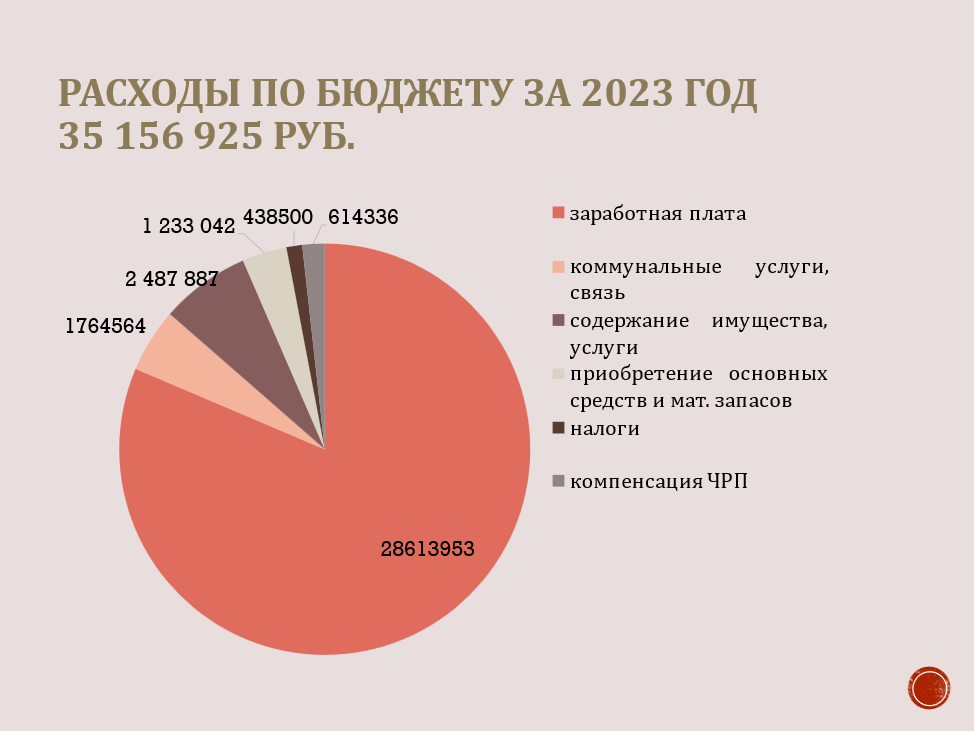 РАСХОДЫ ПО БЮДЖЕТУ ЗА 2023 ГОД
35 156 925 РУБ.
438500
614336
1 233 042
2 487 887
1764564
28613953
заработная плата
коммунальные услуги,
связь
содержание имущества,
услуги
приобретение основных
средств и мат. запасов
налоги
компенсация ЧРП